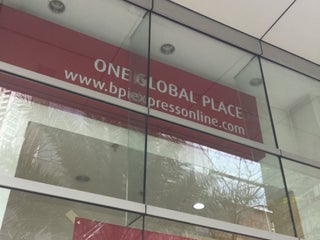 ONE GLOBAL PLACE
www.bpiexpressonline.com